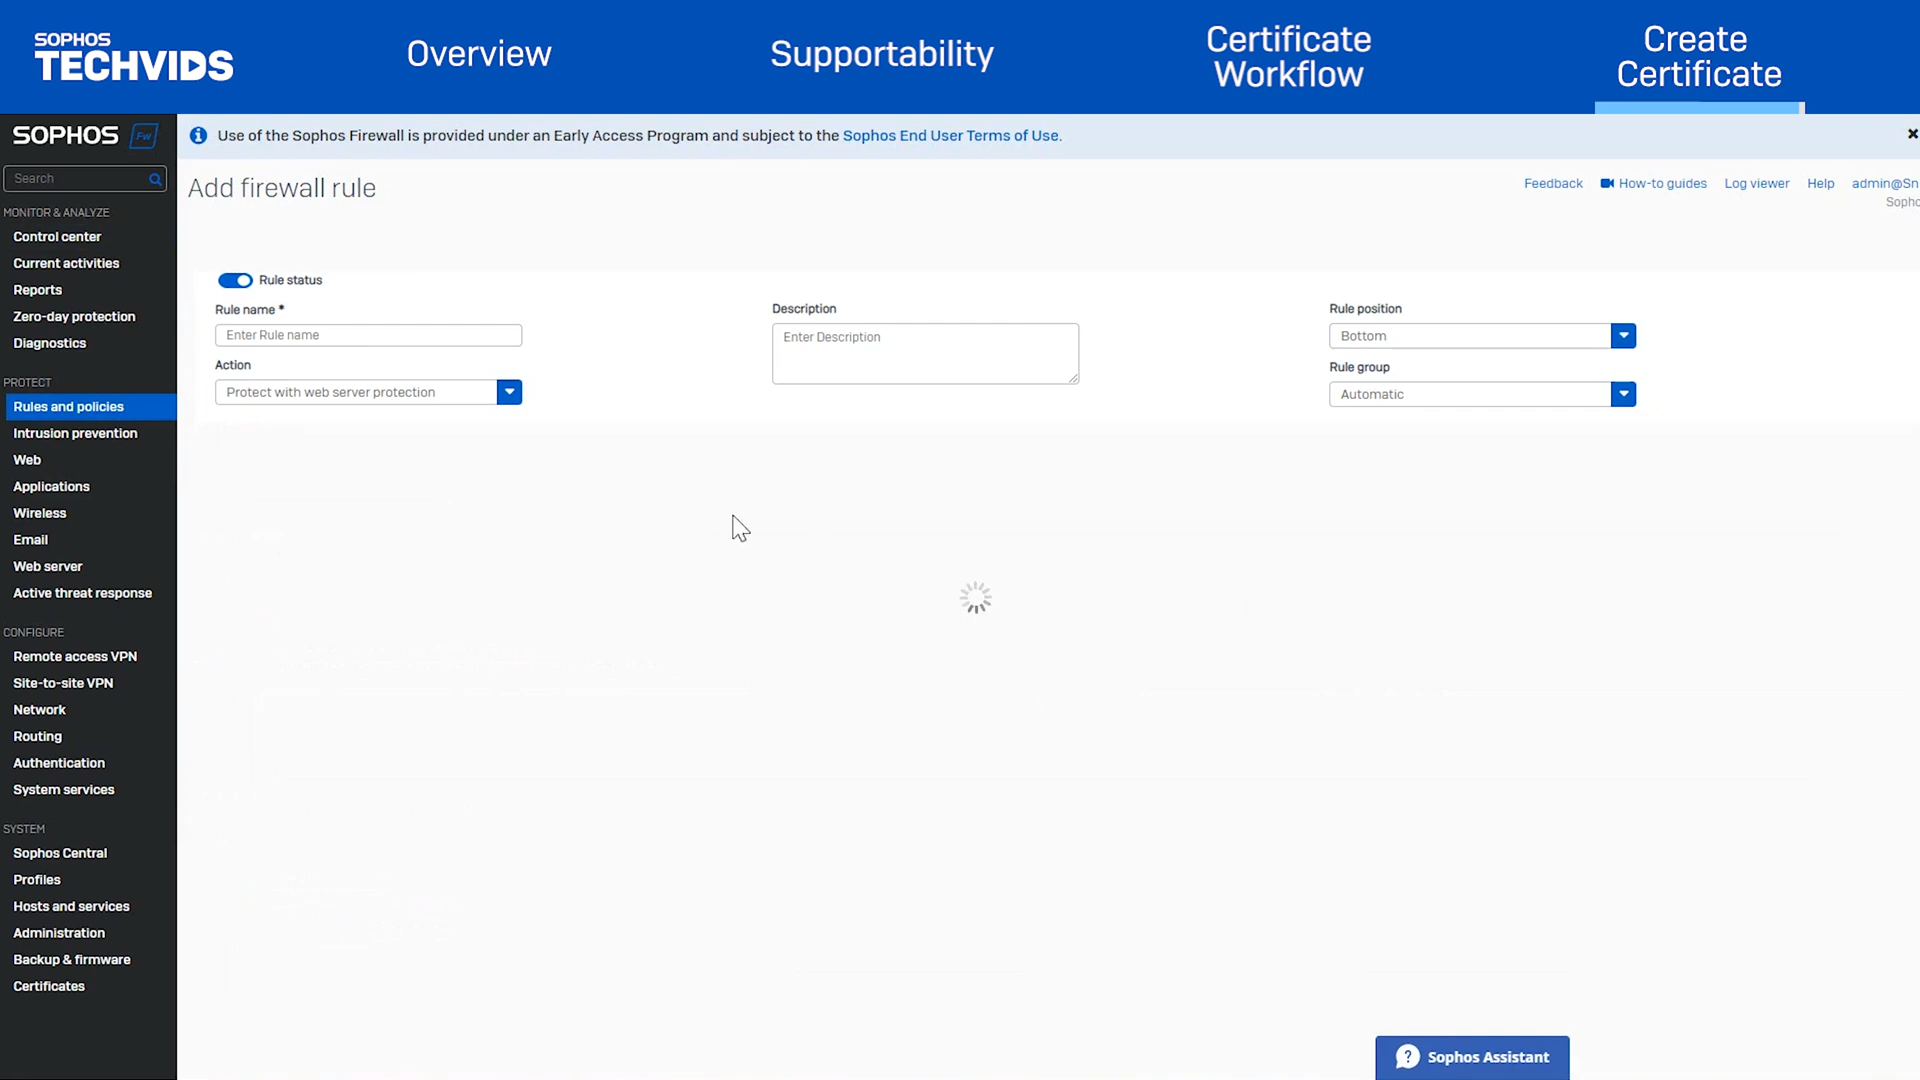 SOPHOS
TECHVIDS
Overview
Supportability
Certificate
Workflow
Create
Certificate
SOPHOS Fw
Use of the Sophos Firewall is provided under an Early Access Program and subject to the Sophos End User Terms of Use.
Search
Add firewall rule
Feedback
How-to guides
Log viewer
Help
admin@Sn
Sopho
MONITOR & ANALYZE
Control center
Current activities
Reports
Zero-day protection
Diagnostics
PROTECT
Rules and policies
Intrusion prevention
Web
Applications
Wireless
Email
Web server
Active threat response
CONFIGURE
Remote access VPN
Site-to-site VPN
Network
Routing
Authentication
System services
SYSTEM
Sophos Central
Profiles
Hosts and services
Administration
Backup & firmware
Certificates
Rule status
Rule name *
Enter Rule name
Action
Protect with web server protection
Description
Enter Description
Rule position
Bottom
Rule group
Automatic
? Sophos Assistant